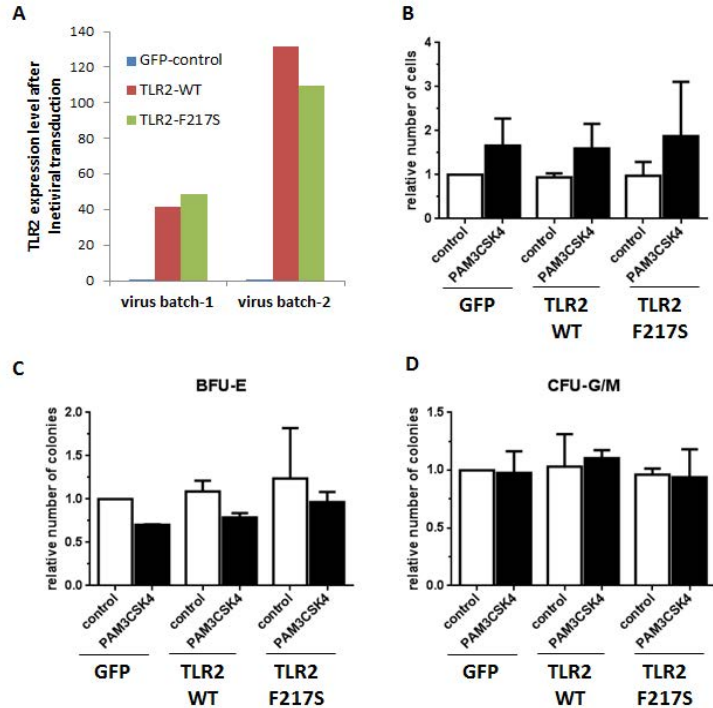 A
TLR2 expression level after
lnetiviral transduction
140
120
100
80
60
40
20
0
GFP-control
TLR2-WT
TLR2-F217S
virus batch-1
virus batch-2
B
relative number of cells
4
3
2
1
0
control
PAM3CSK4
control
PAM3CSK4
control
PAM3CSK4
GFP
TLR2
WT
TLR2
F217S
C
BFU-E
relative number of colonies
2.0
1.5
1.0
0.5
0.0
control
PAM3CSK4
control
PAM3CSK4
control
PAM3CSK4
GFP
TLR2
WT
TLR2
F217S
D
CFU-G/M
relative number of colonies
1.5
1.0
0.5
0.0
control
PAM3CSK4
control
PAM3CSK4
control
PAM3CSK4
GFP
TLR2
WT
TLR2
F217S